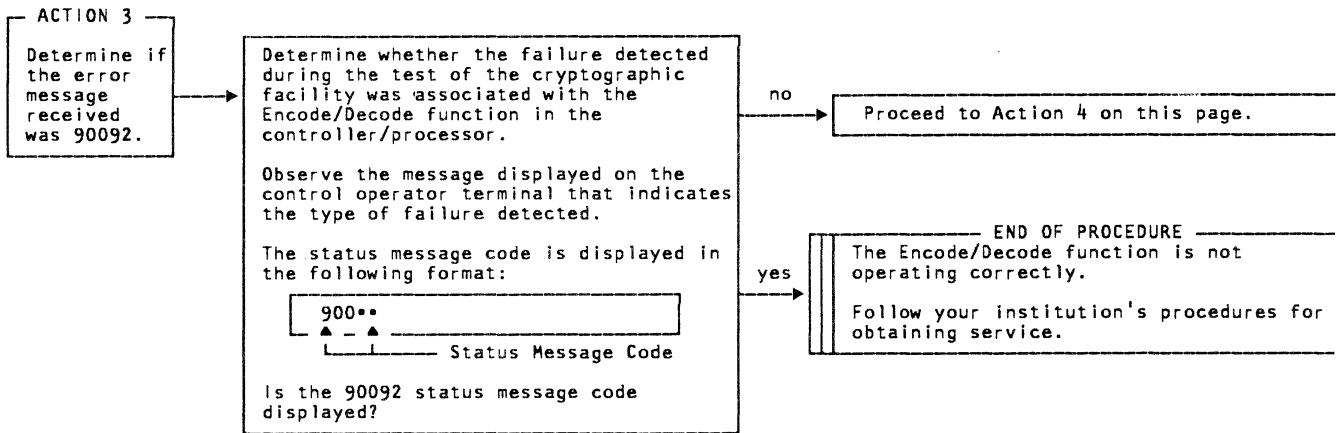 ACTION 3
Determine if
the error
message
received
was 90092.
Determine whether the failure detected
during the test of the cryptographic
facility was associated with the
Encode/Decode function in the
controller/processor.
Observe the message displayed on the
control operator terminal that indicates
the type of failure detected.
The status message code is displayed in
the following format:
900••
Status Message Code
Is the 90092 status message code
displayed?
no
Proceed to Action 4 on this page.
yes
END OF PROCEDURE
The Encode/Decode function is not
operating correctly.
Follow your institution's procedures for
obtaining service.